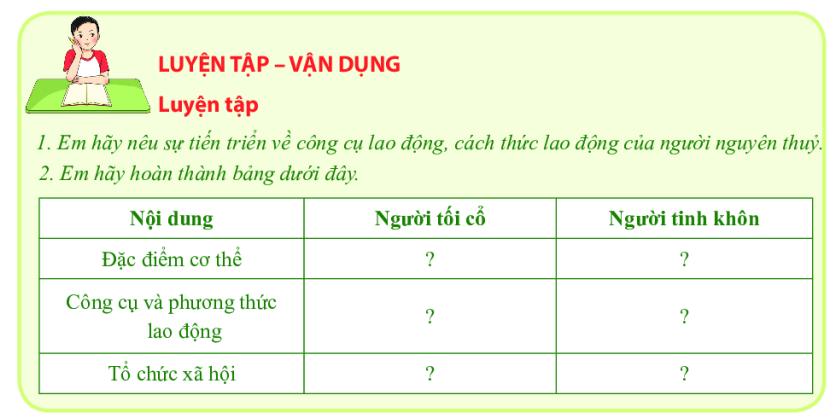 LUYỆN TẬP – VẬN DỤNG
Luyện tập
1. Em hãy nêu sự tiến triển về công cụ lao động, cách thức lao động của người nguyên thuỷ.
2. Em hãy hoàn thành bảng dưới đây.
Nội dung Người tối cổ Người tinh khôn
Đặc điểm cơ thể ? ?
Công cụ và phương thức
lao động ? ?
Tổ chức xã hội ? ?